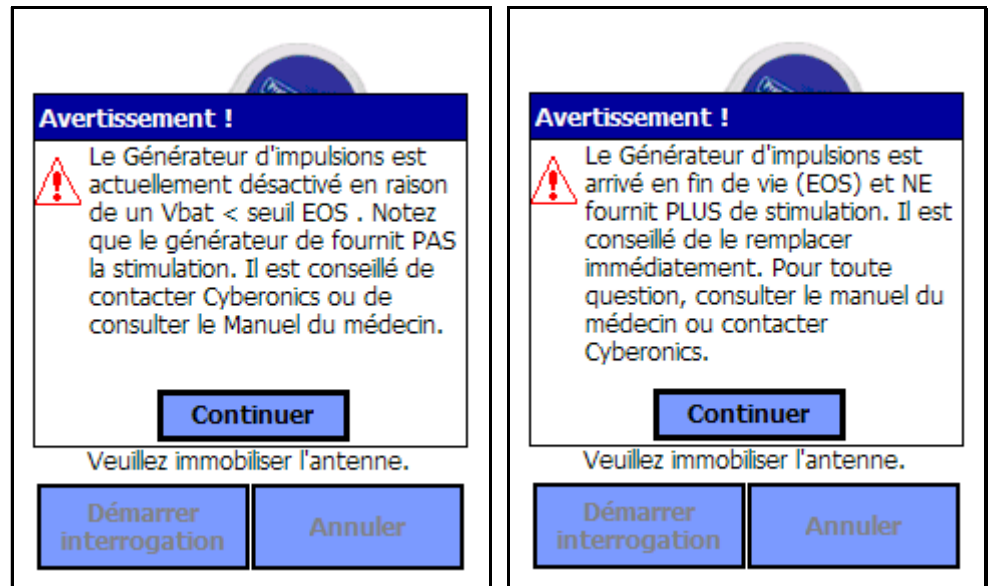 Avertissement !
Le Générateur d'impulsions est
actuellement désactivé en raison
de un Vbat < seuil EOS . Notez
que le générateur de fournit PAS
la stimulation. Il est conseillé de
contacter Cyberonics ou de
consulter le Manuel du médecin.
Continuer
Veuillez immobiliser l'antenne.
Démarrer
interrogation
Annuler
Avertissement !
Le Générateur d'impulsions est
arrivé en fin de vie (EOS) et NE
fournit PLUS de stimulation. Il est
conseillé de le remplacer
immédiatement. Pour toute
question, consulter le manuel du
médecin ou contacter
Cyberonics.
Continuer
Veuillez immobiliser l'antenne.
Démarrer
interrogation
Annuler